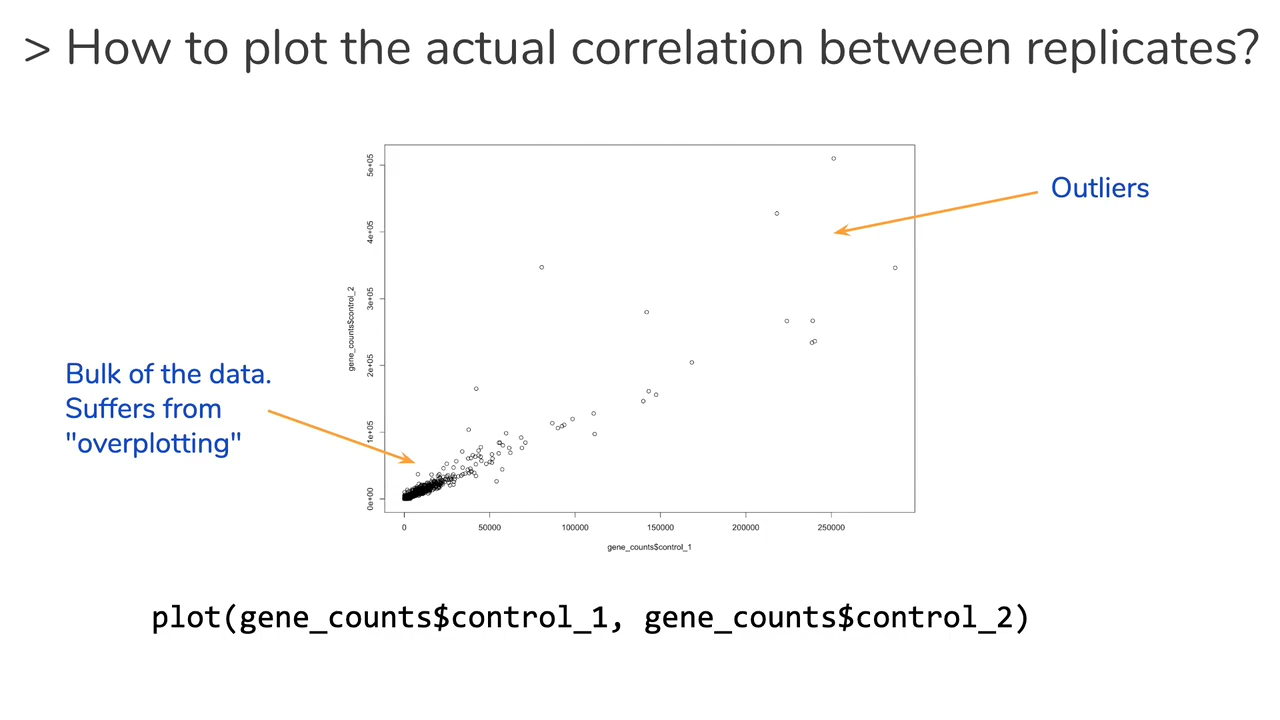 > How to plot the actual correlation between replicates?
Outliers
Bulk of the data.
Suffers from
"overplotting"
gene_counts$control_2
5e+05
4e+05
3e+05
2e+05
1e+05
0e+00
0 50000 100000 150000 200000 250000
gene_counts$control_1
plot(gene_counts$control_1, gene_counts$control_2)